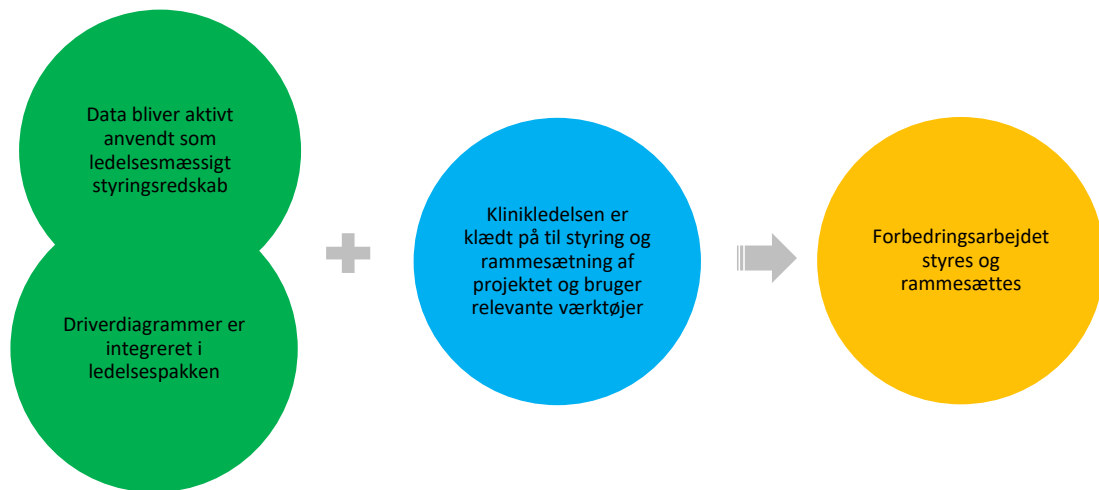 Data bliver aktivt
anvendt som
ledelsesmæssigt
styringsredskab
Driverdiagrammer er
integreret i
ledelsespakken
Klinikledelsen er
klædt på til styring og
rammesætning af
projektet og bruger
relevante værktøjer
Forbedringsarbejdet
styres og
rammesættes